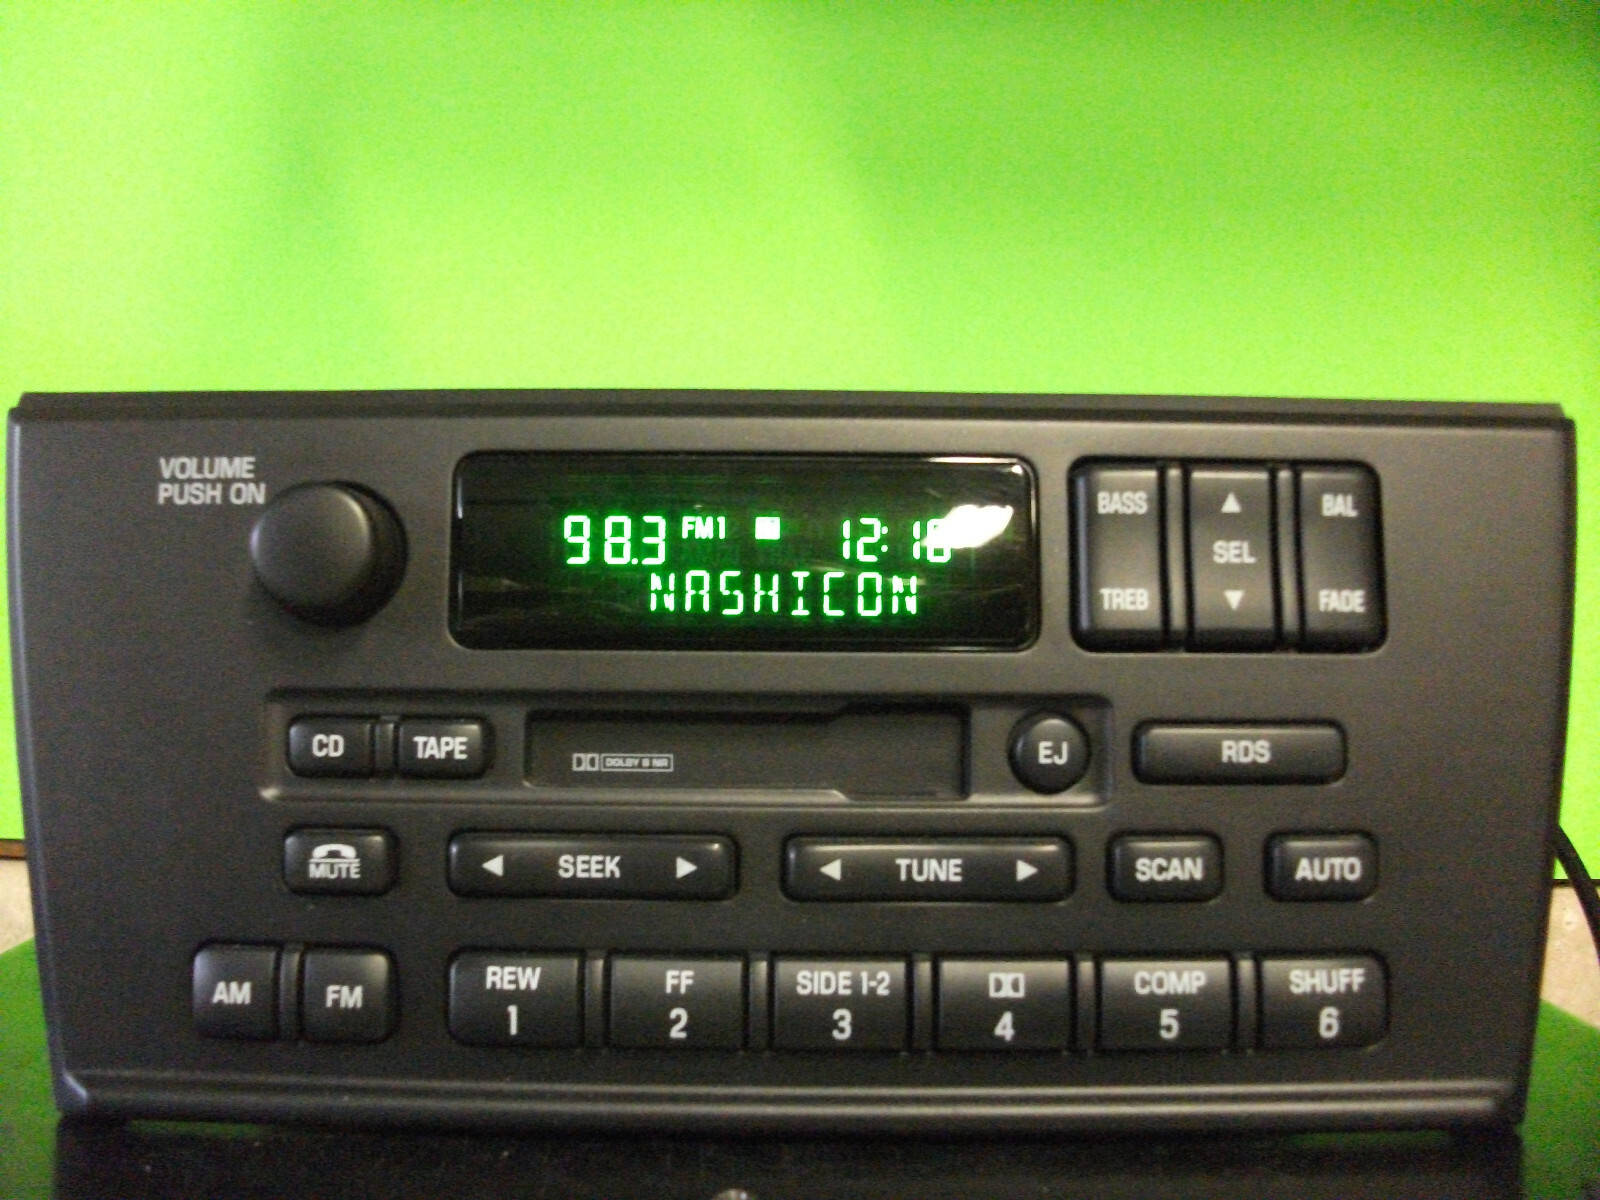 VOLUME
PUSH ON
98.3 FM1 12:16
NASHICON
BASS SEL BAL
TREB FADE
CD TAPE DOLBY B NR EJ RDS
MUTE SEEK TUNE SCAN AUTO
AM FM
REW FF SIDE 1-2 COMP SHUFF
1 2 3 4 5 6